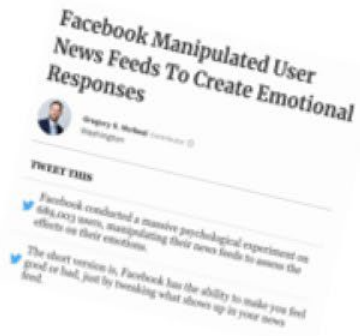 Facebook Manipulated User
News Feeds To Create Emotional
Responses
Gregory S. McNeal Contributor
Washington
TWEET THIS
Facebook conducted a massive psychological experiment on
689,003 users, manipulating their news feeds to assess the
effects on their emotions.
The short version is, Facebook has the ability to make you feel
good or bad, just by tweaking what shows up in your news
feed.